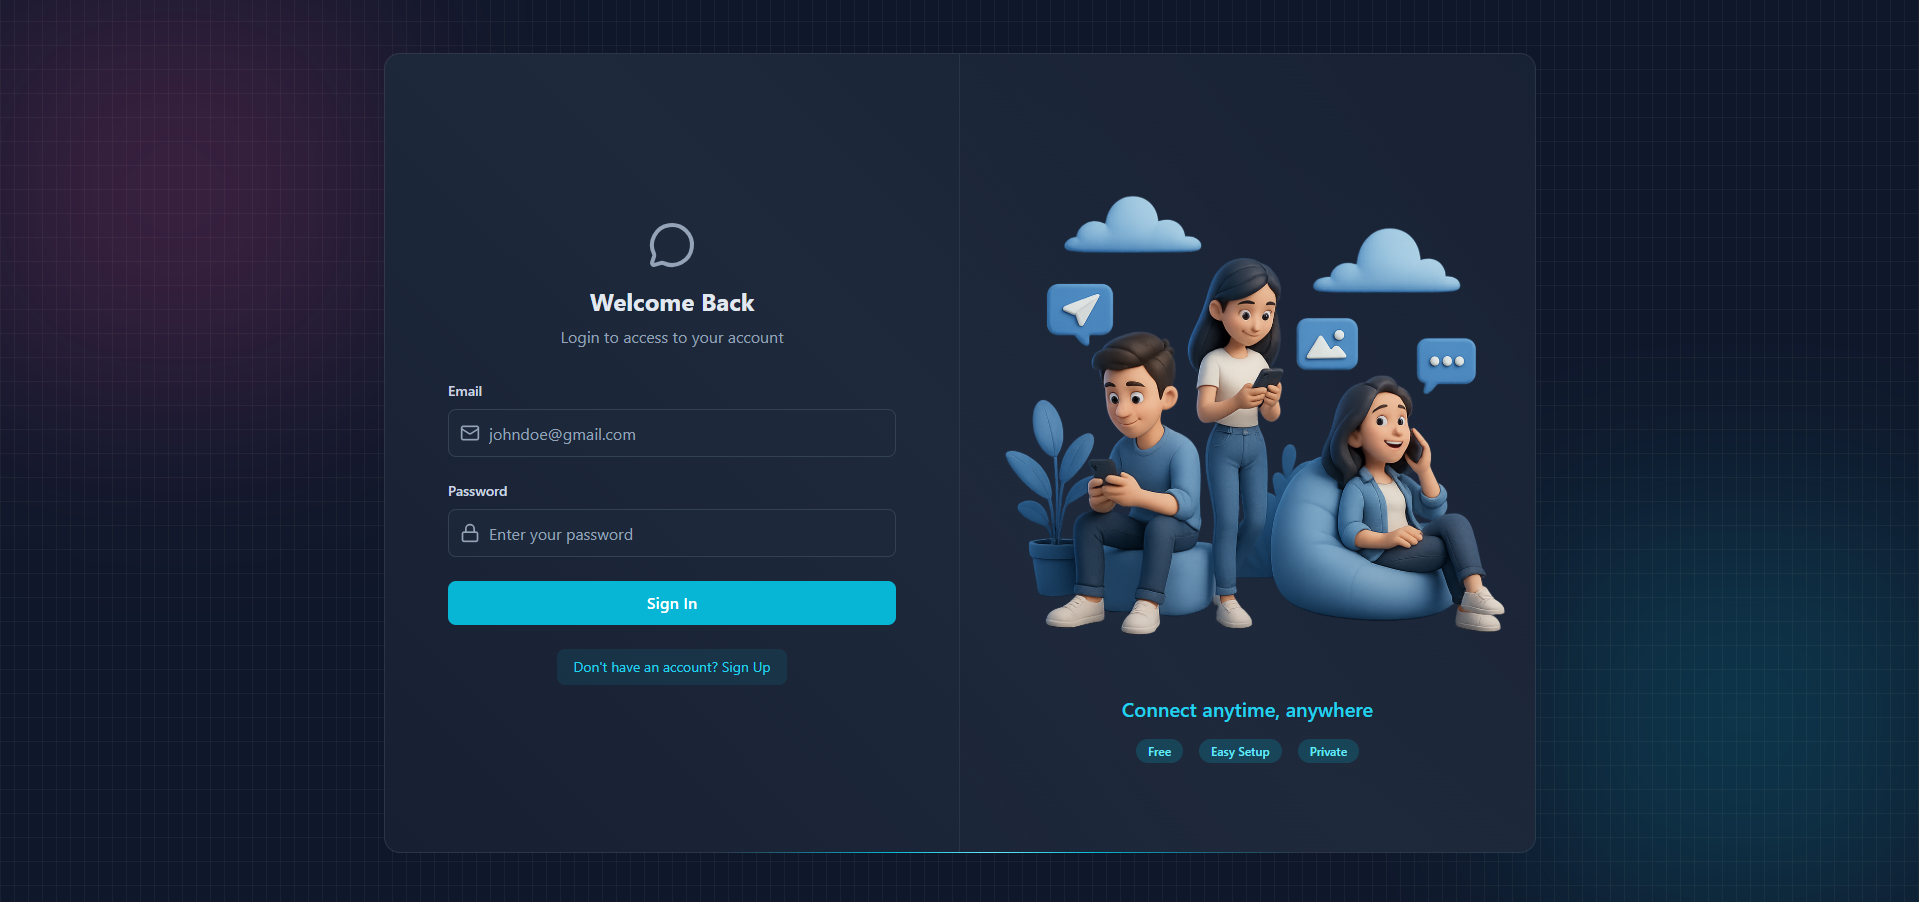 Welcome Back
Login to access to your account
Email
johndoe@gmail.com
Password
Enter your password
Sign In
Don't have an account? Sign Up
Connect anytime, anywhere
Free Easy Setup Private